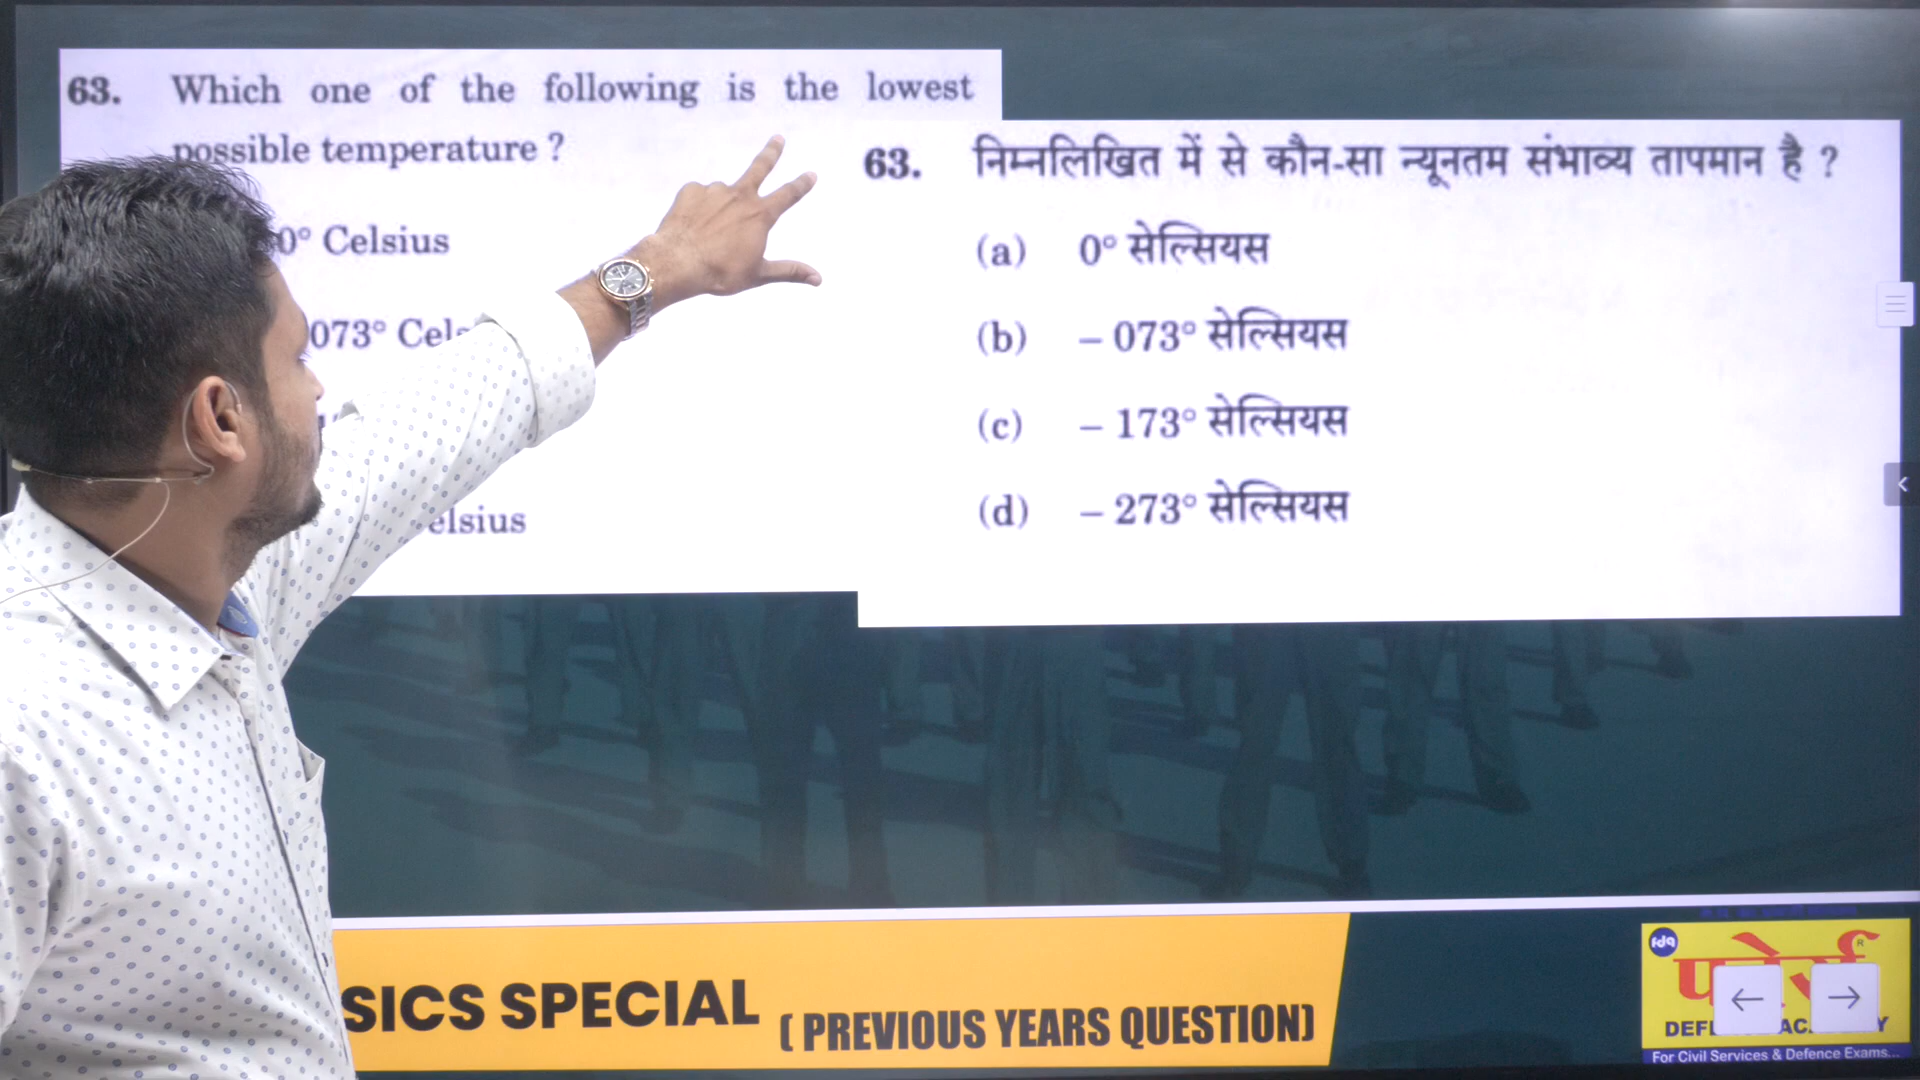 63. Which one of the following is the lowest
possible temperature ?
0° Celsius
073°
elsius
63. निम्नलिखित में से कौन-सा न्यूनतम संभाव्य तापमान है ?
(a) 0° सेल्सियस
(b) – 073° सेल्सियस
(c) – 173° सेल्सियस
(d) – 273° सेल्सियस
SICS SPECIAL
( PREVIOUS YEARS QUESTION)
fda
For Civil Services & Defence Exams...